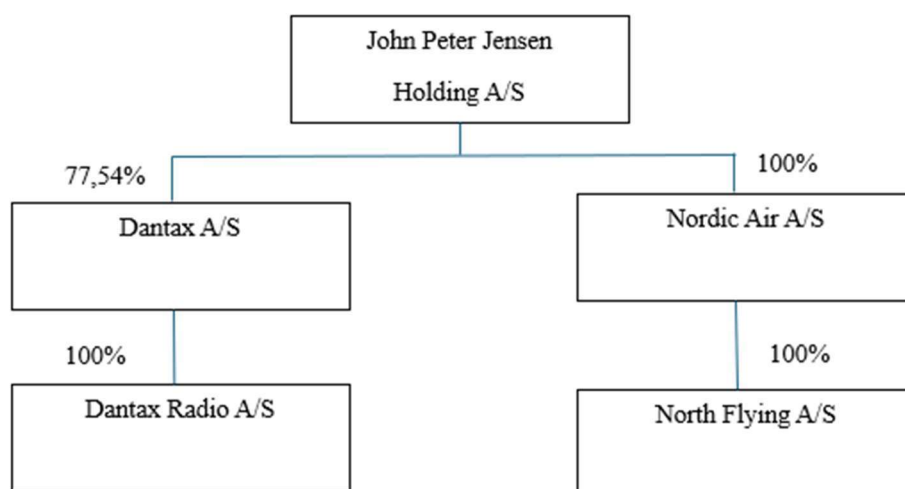 John Peter Jensen
Holding A/S
77,54%
100%
Dantax A/S
Nordic Air A/S
100%
100%
Dantax Radio A/S
North Flying A/S